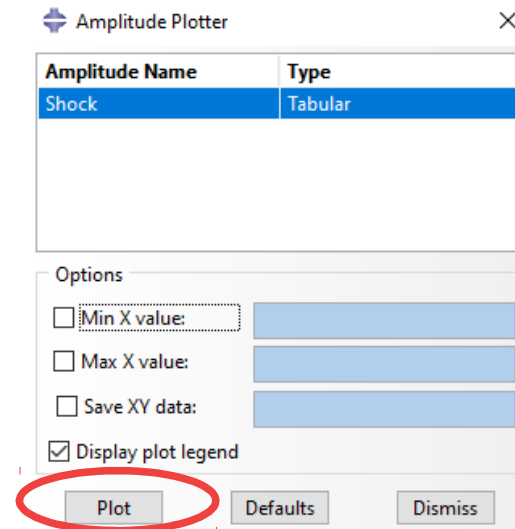 Amplitude Plotter
Amplitude Name Type
Shock Tabular
Options
Min X value:
Max X value:
Save XY data:
Display plot legend
Plot Defaults Dismiss